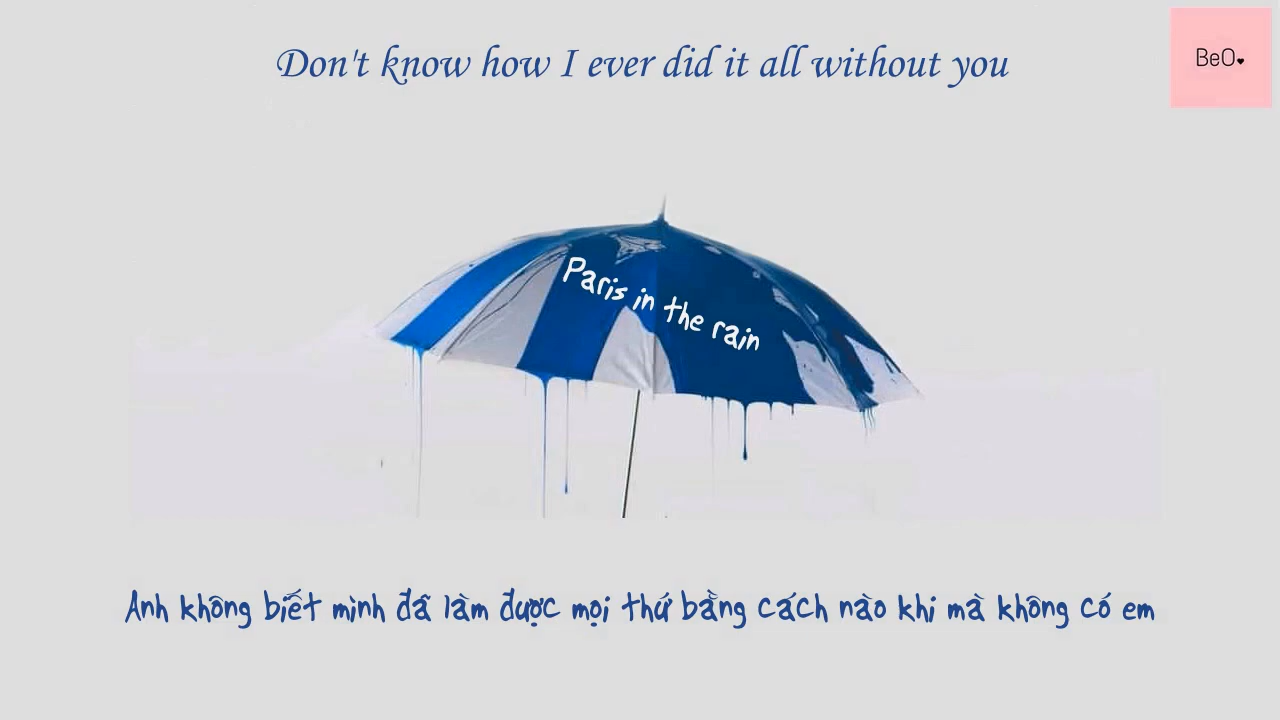 Don't know how I ever did it all without you
BeO♥
Paris in the rain
Anh không biết mình đã làm được mọi thứ bằng cách nào khi mà không có em